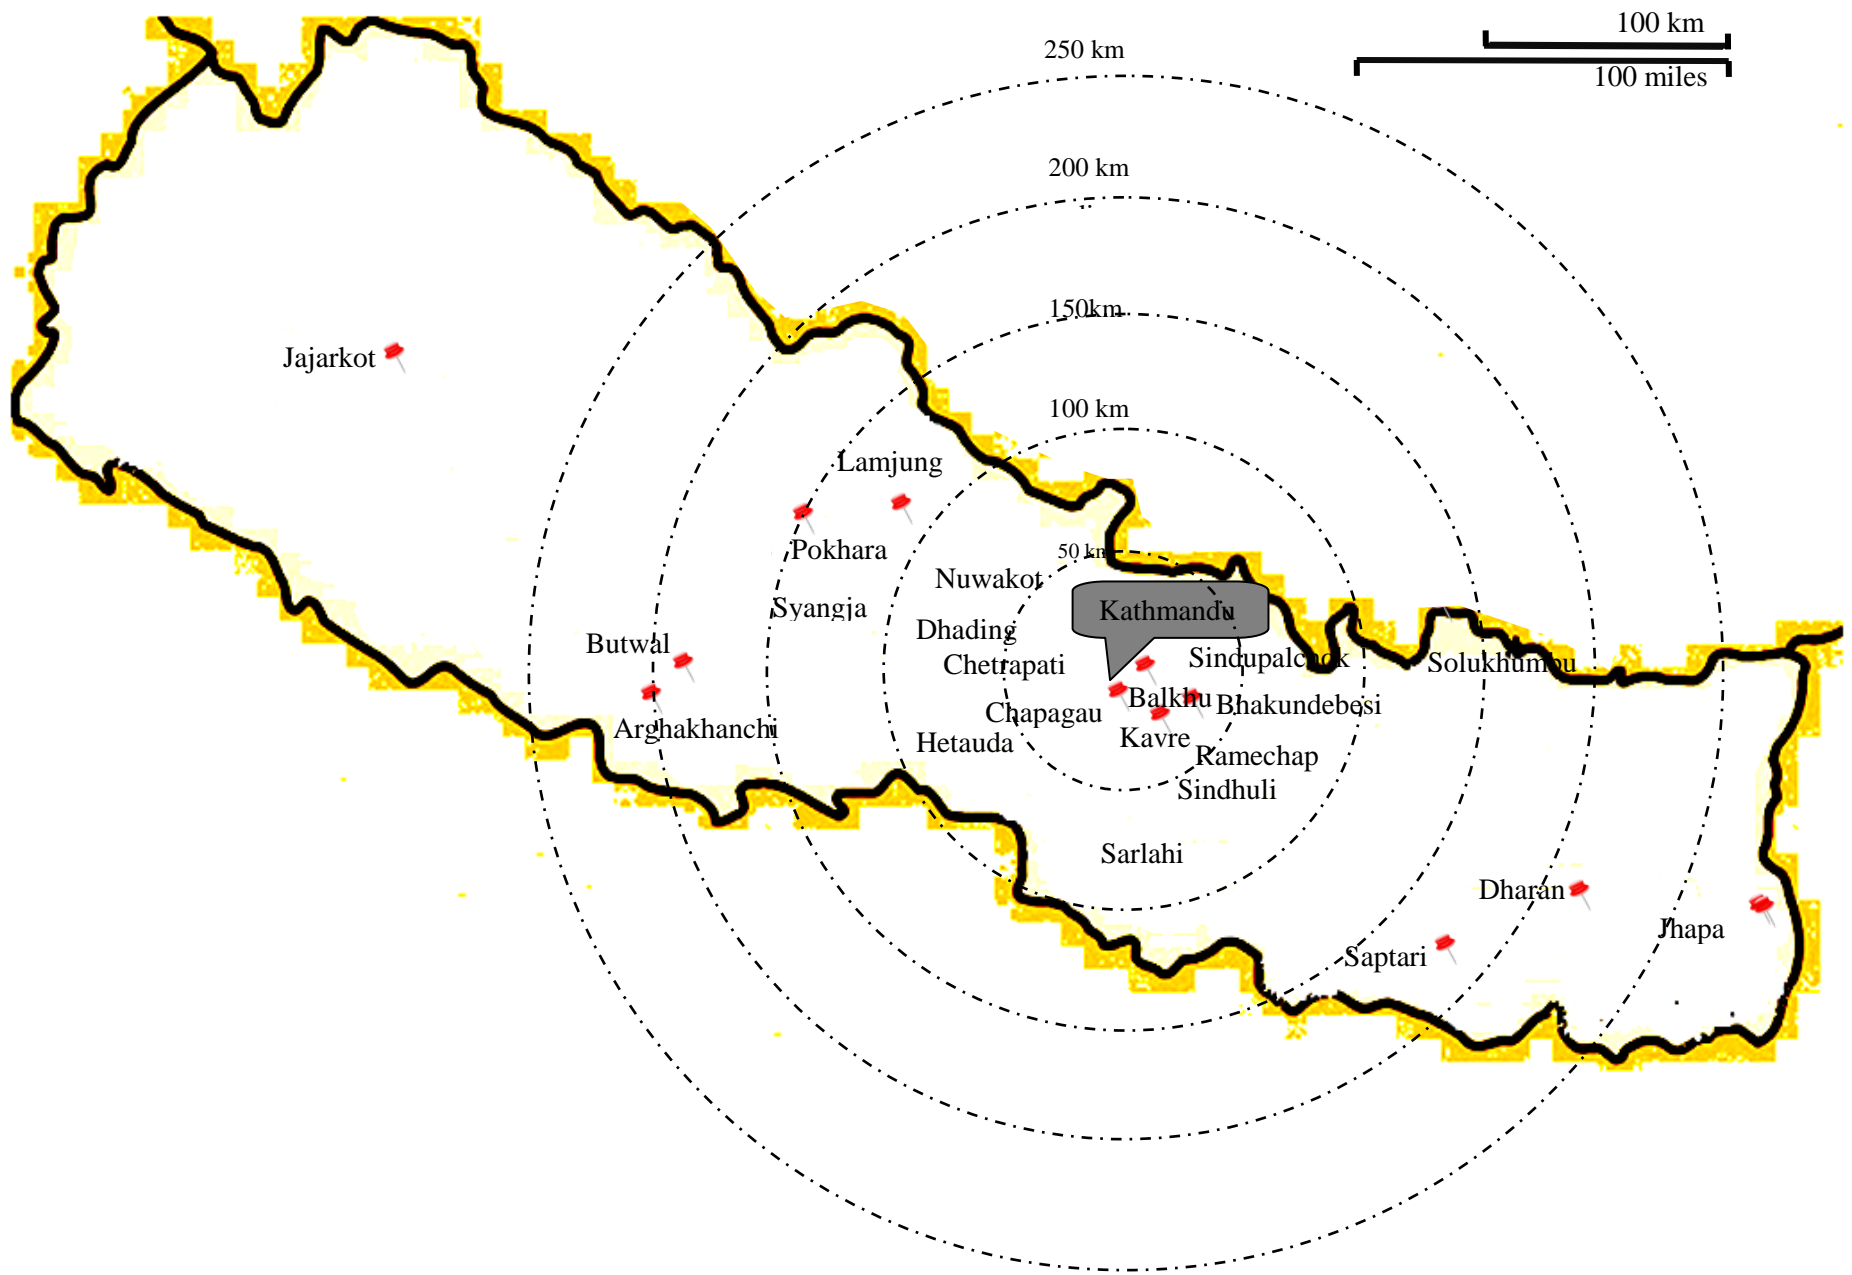 100 km
250 km
100 miles
200 km
150km
Jajarkot
100 km
Lamjung
Pokhara
50 km
Nuwakot
Syangja
Kathmandu
Dhading
Butwal
Chetrapati
Sindupalchok
Solukhumbu
Balkhu
Bhakundebesi
Chapagau
Arghakhanchi
Hetauda
Kavre
Ramechap
Sindhuli
Sarlahi
Dharan
Jhapa
Saptari